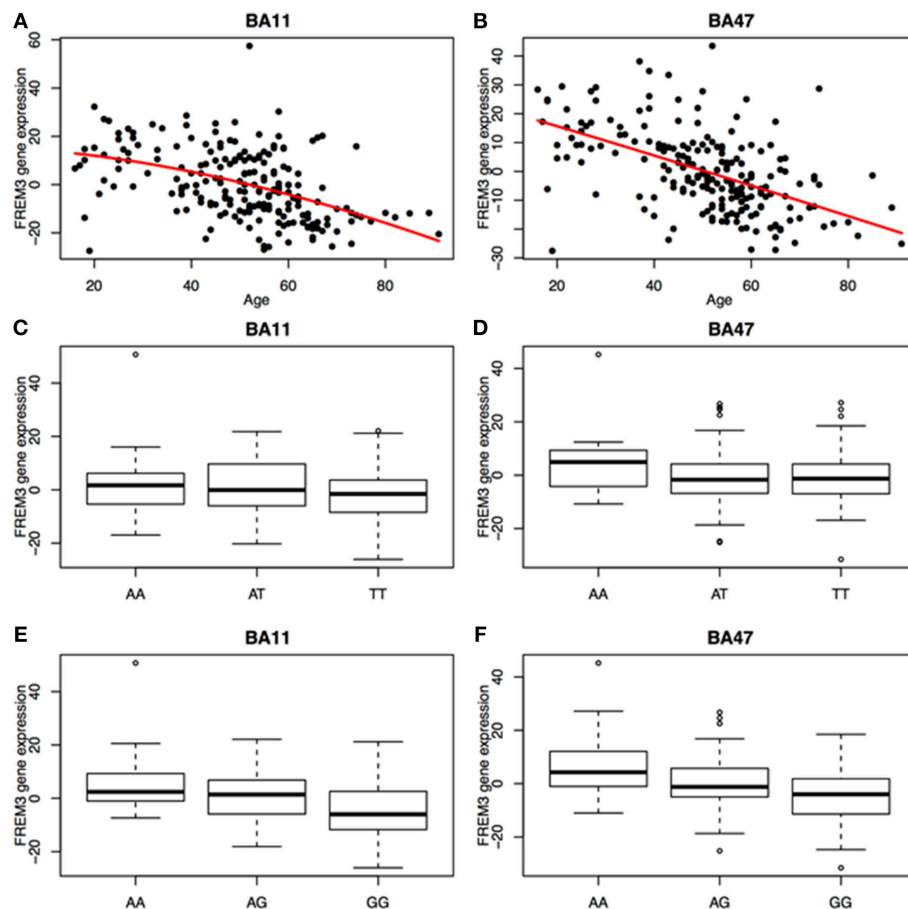 A BA11
FREM3 gene expression
60
40
20
0
−20
20 40 60 80
Age
B BA47
FREM3 gene expression
40
30
20
10
0
−10
−30
20 40 60 80
Age
C BA11
FREM3 gene expression
40
20
0
−20
AA AT TT
D BA47
FREM3 gene expression
40
20
0
−20
AA AT TT
E BA11
FREM3 gene expression
40
20
0
−20
AA AG GG
F BA47
FREM3 gene expression
40
20
0
−20
AA AG GG